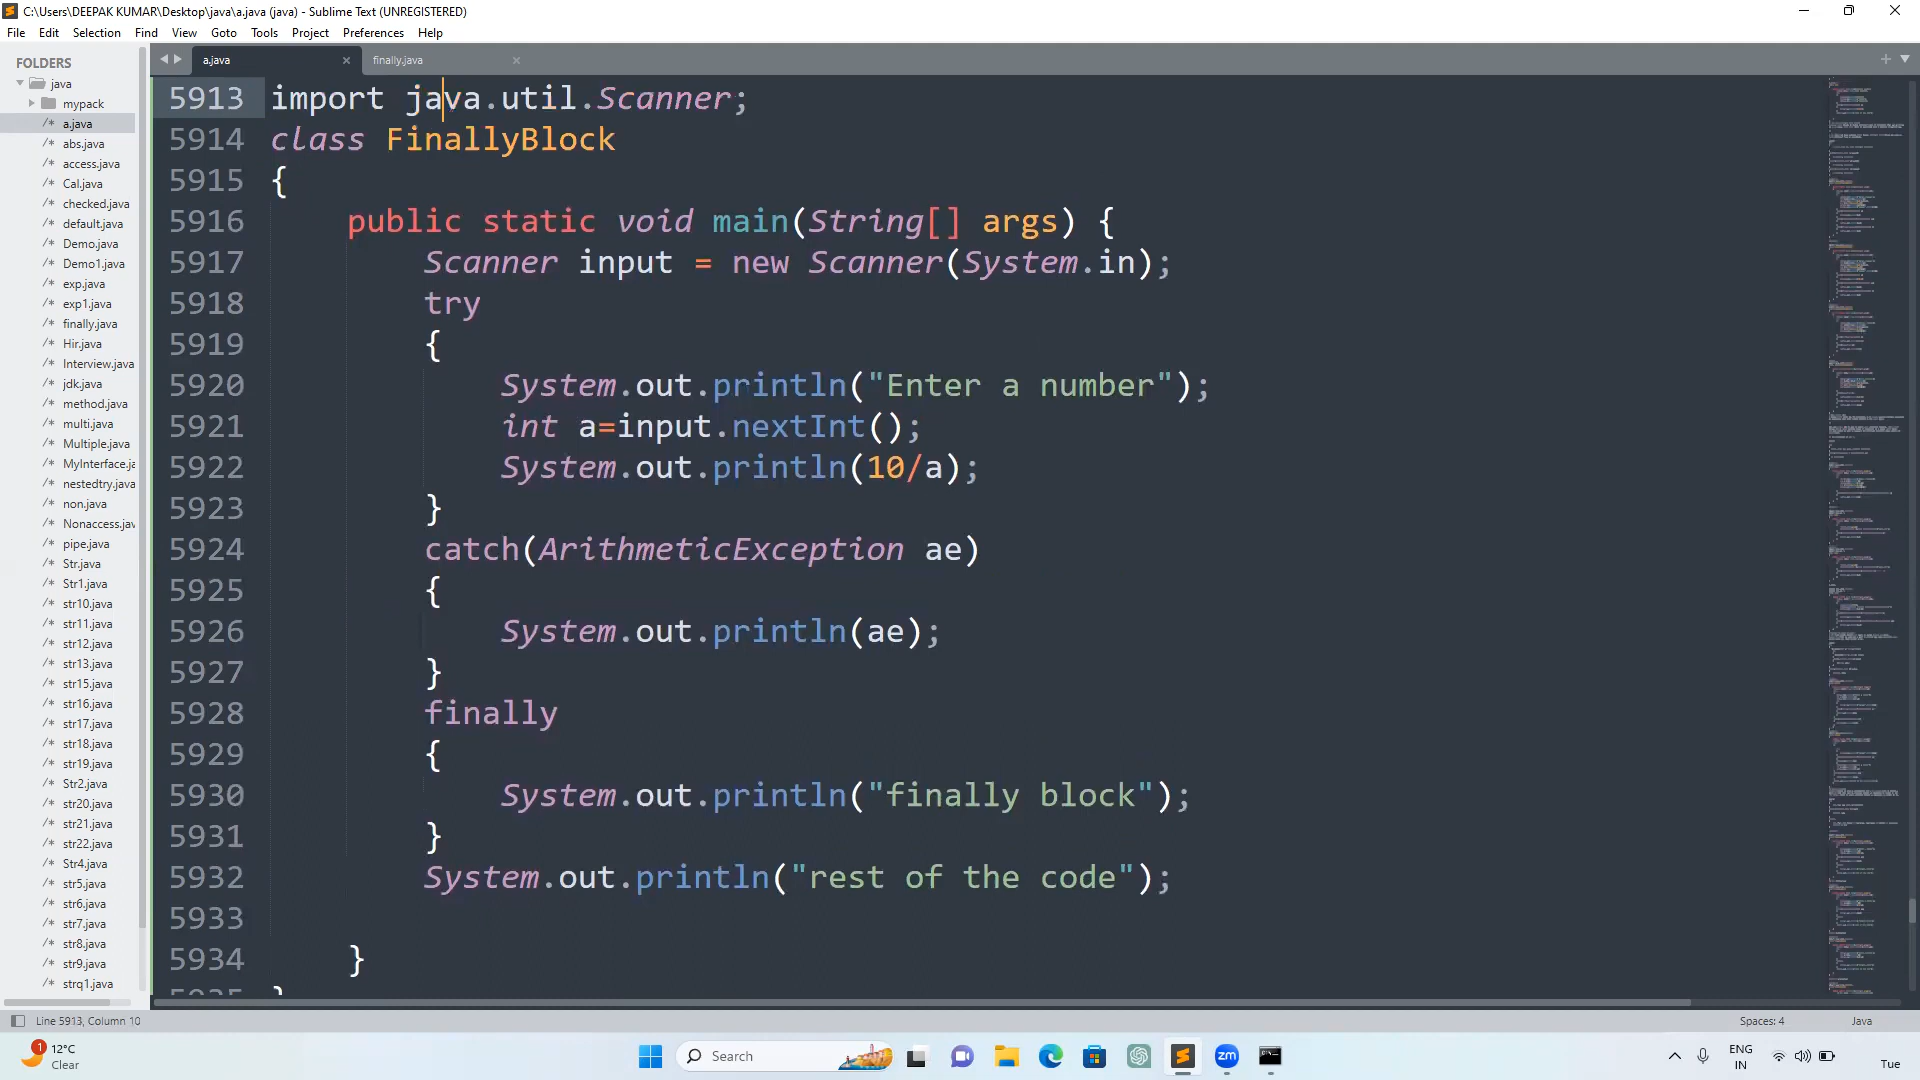 C:\Users\DEEPAK KUMAR\Desktop\java\a.java (java) - Sublime Text (UNREGISTERED)
File Edit Selection Find View Goto Tools Project Preferences Help
FOLDERS
java
mypack
a.java
abs.java
access.java
Cal.java
checked.java
default.java
Demo.java
Demo1.java
exp.java
exp1.java
finally.java
Hir.java
Interview.java
jdk.java
method.java
multi.java
Multiple.java
MyInterface.ja
nestedtry.java
non.java
Nonaccess.jav
pipe.java
Str.java
Str1.java
str10.java
str11.java
str12.java
str13.java
str15.java
str16.java
str17.java
str18.java
str19.java
Str2.java
str20.java
str21.java
str22.java
Str4.java
str5.java
str6.java
str7.java
str8.java
str9.java
strq1.java
a.java finally.java
5913 import java.util.Scanner;
5914 class FinallyBlock
5915 {
5916 public static void main(String[] args) {
5917 Scanner input = new Scanner(System.in);
5918 try
5919 {
5920 System.out.println("Enter a number");
5921 int a=input.nextInt();
5922 System.out.println(10/a);
5923 }
5924 catch(ArithmeticException ae)
5925 {
5926 System.out.println(ae);
5927 }
5928 finally
5929 {
5930 System.out.println("finally block");
5931 }
5932 System.out.println("rest of the code");
5933
5934 }
Line 5913, Column 10 Spaces: 4 Java
1 12°C
Clear
Search
zm
ENG
IN
Tue